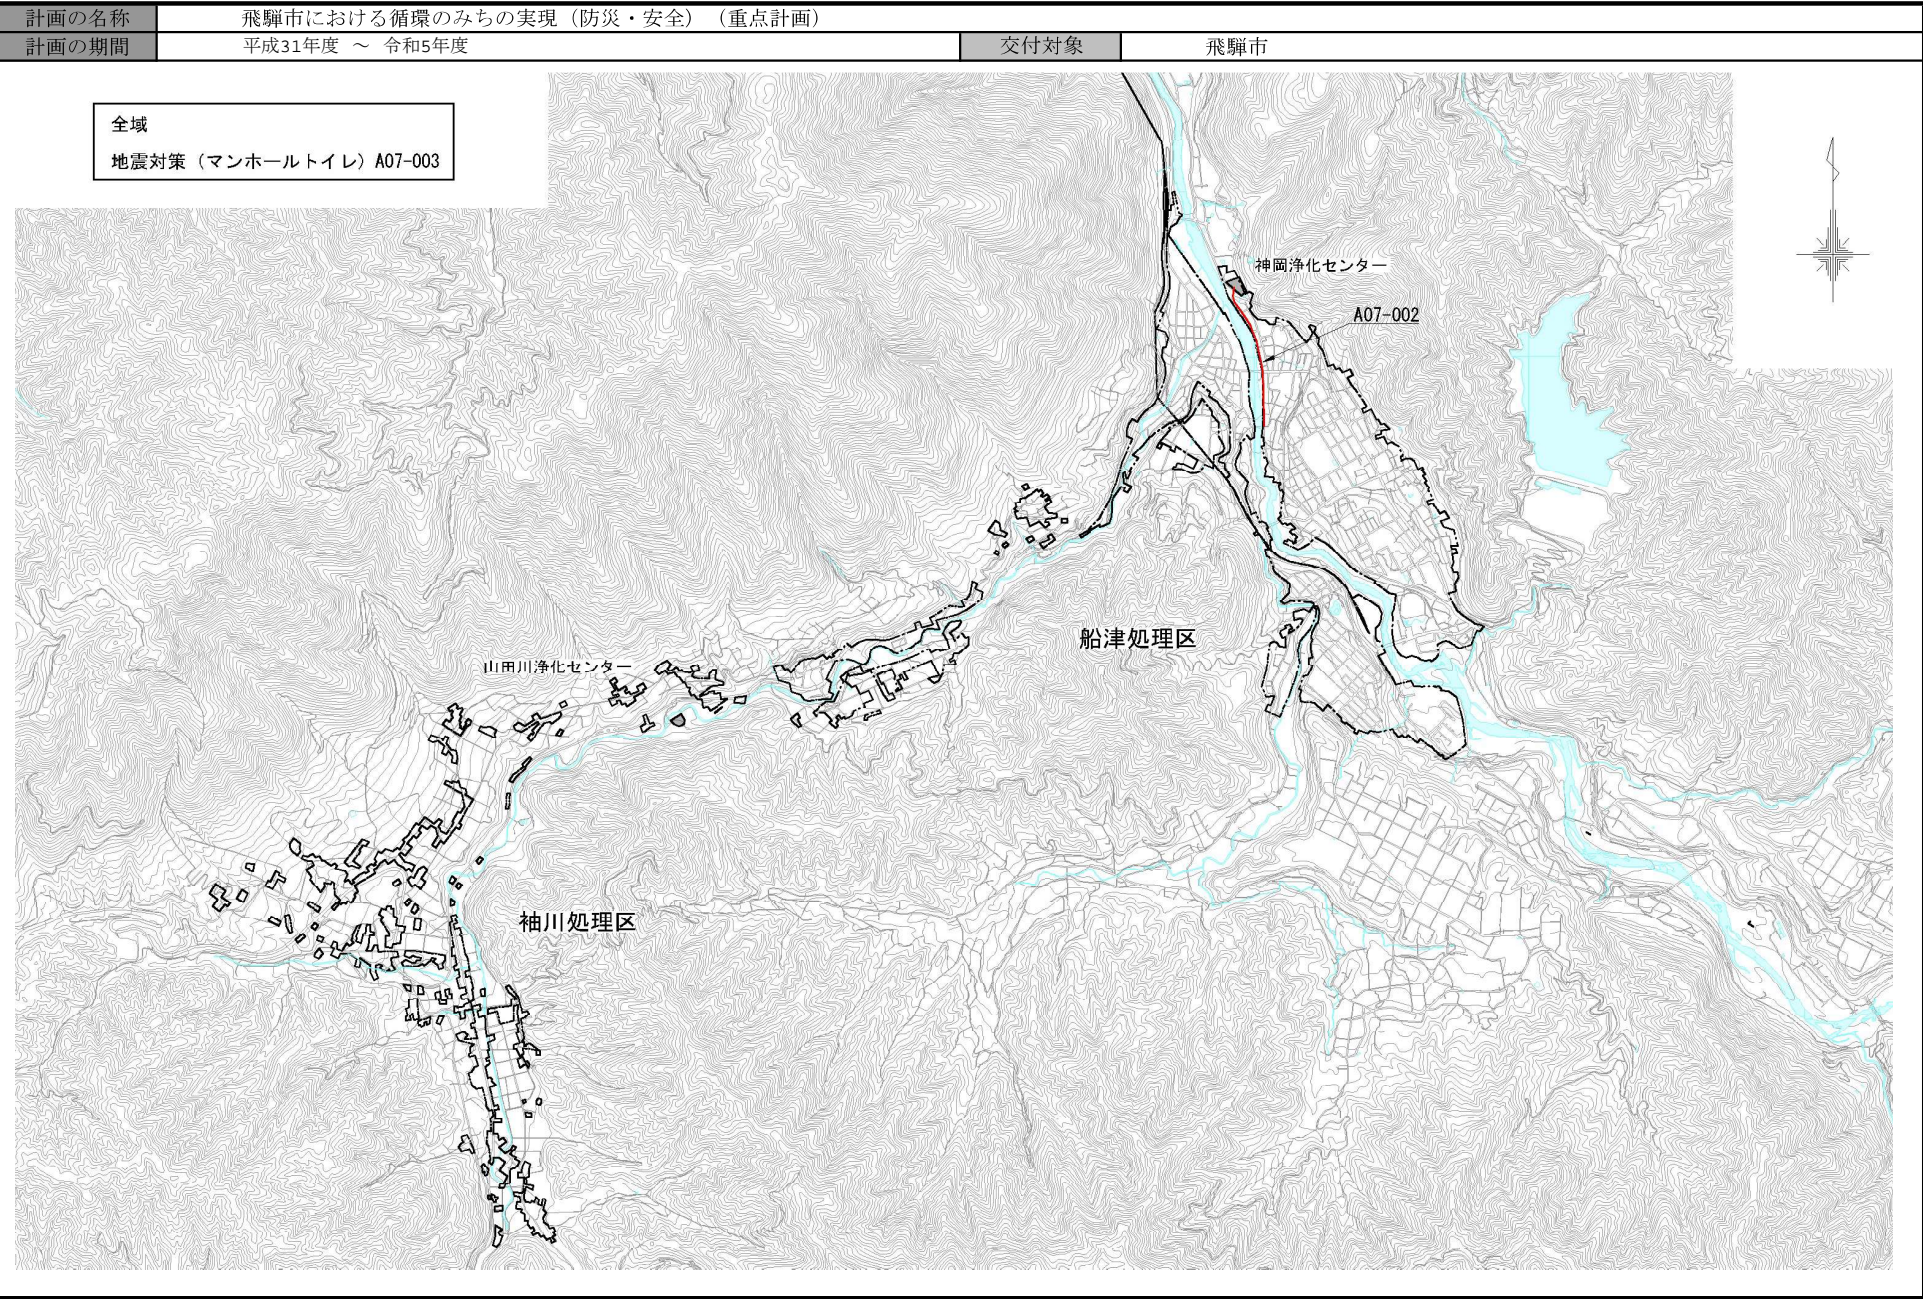 計画の名称 飛騨市における循環のみちの実現（防災・安全）（重点計画）
計画の期間 平成31年度 ～ 令和5年度 交付対象 飛騨市
全域
地震対策（マンホールトイレ）A07-003
神岡浄化センター
A07-002
船津処理区
山田川浄化センター
袖川処理区